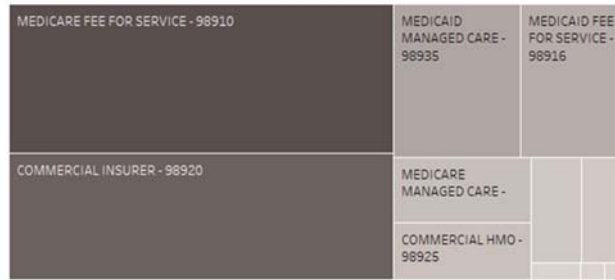 MEDICARE FEE FOR SERVICE - 98910
MEDICAID
MANAGED CARE -
98935
MEDICAID FEE
FOR SERVICE -
98916
COMMERCIAL INSURER - 98920
MEDICARE
MANAGED CARE -
COMMERCIAL HMO -
98925